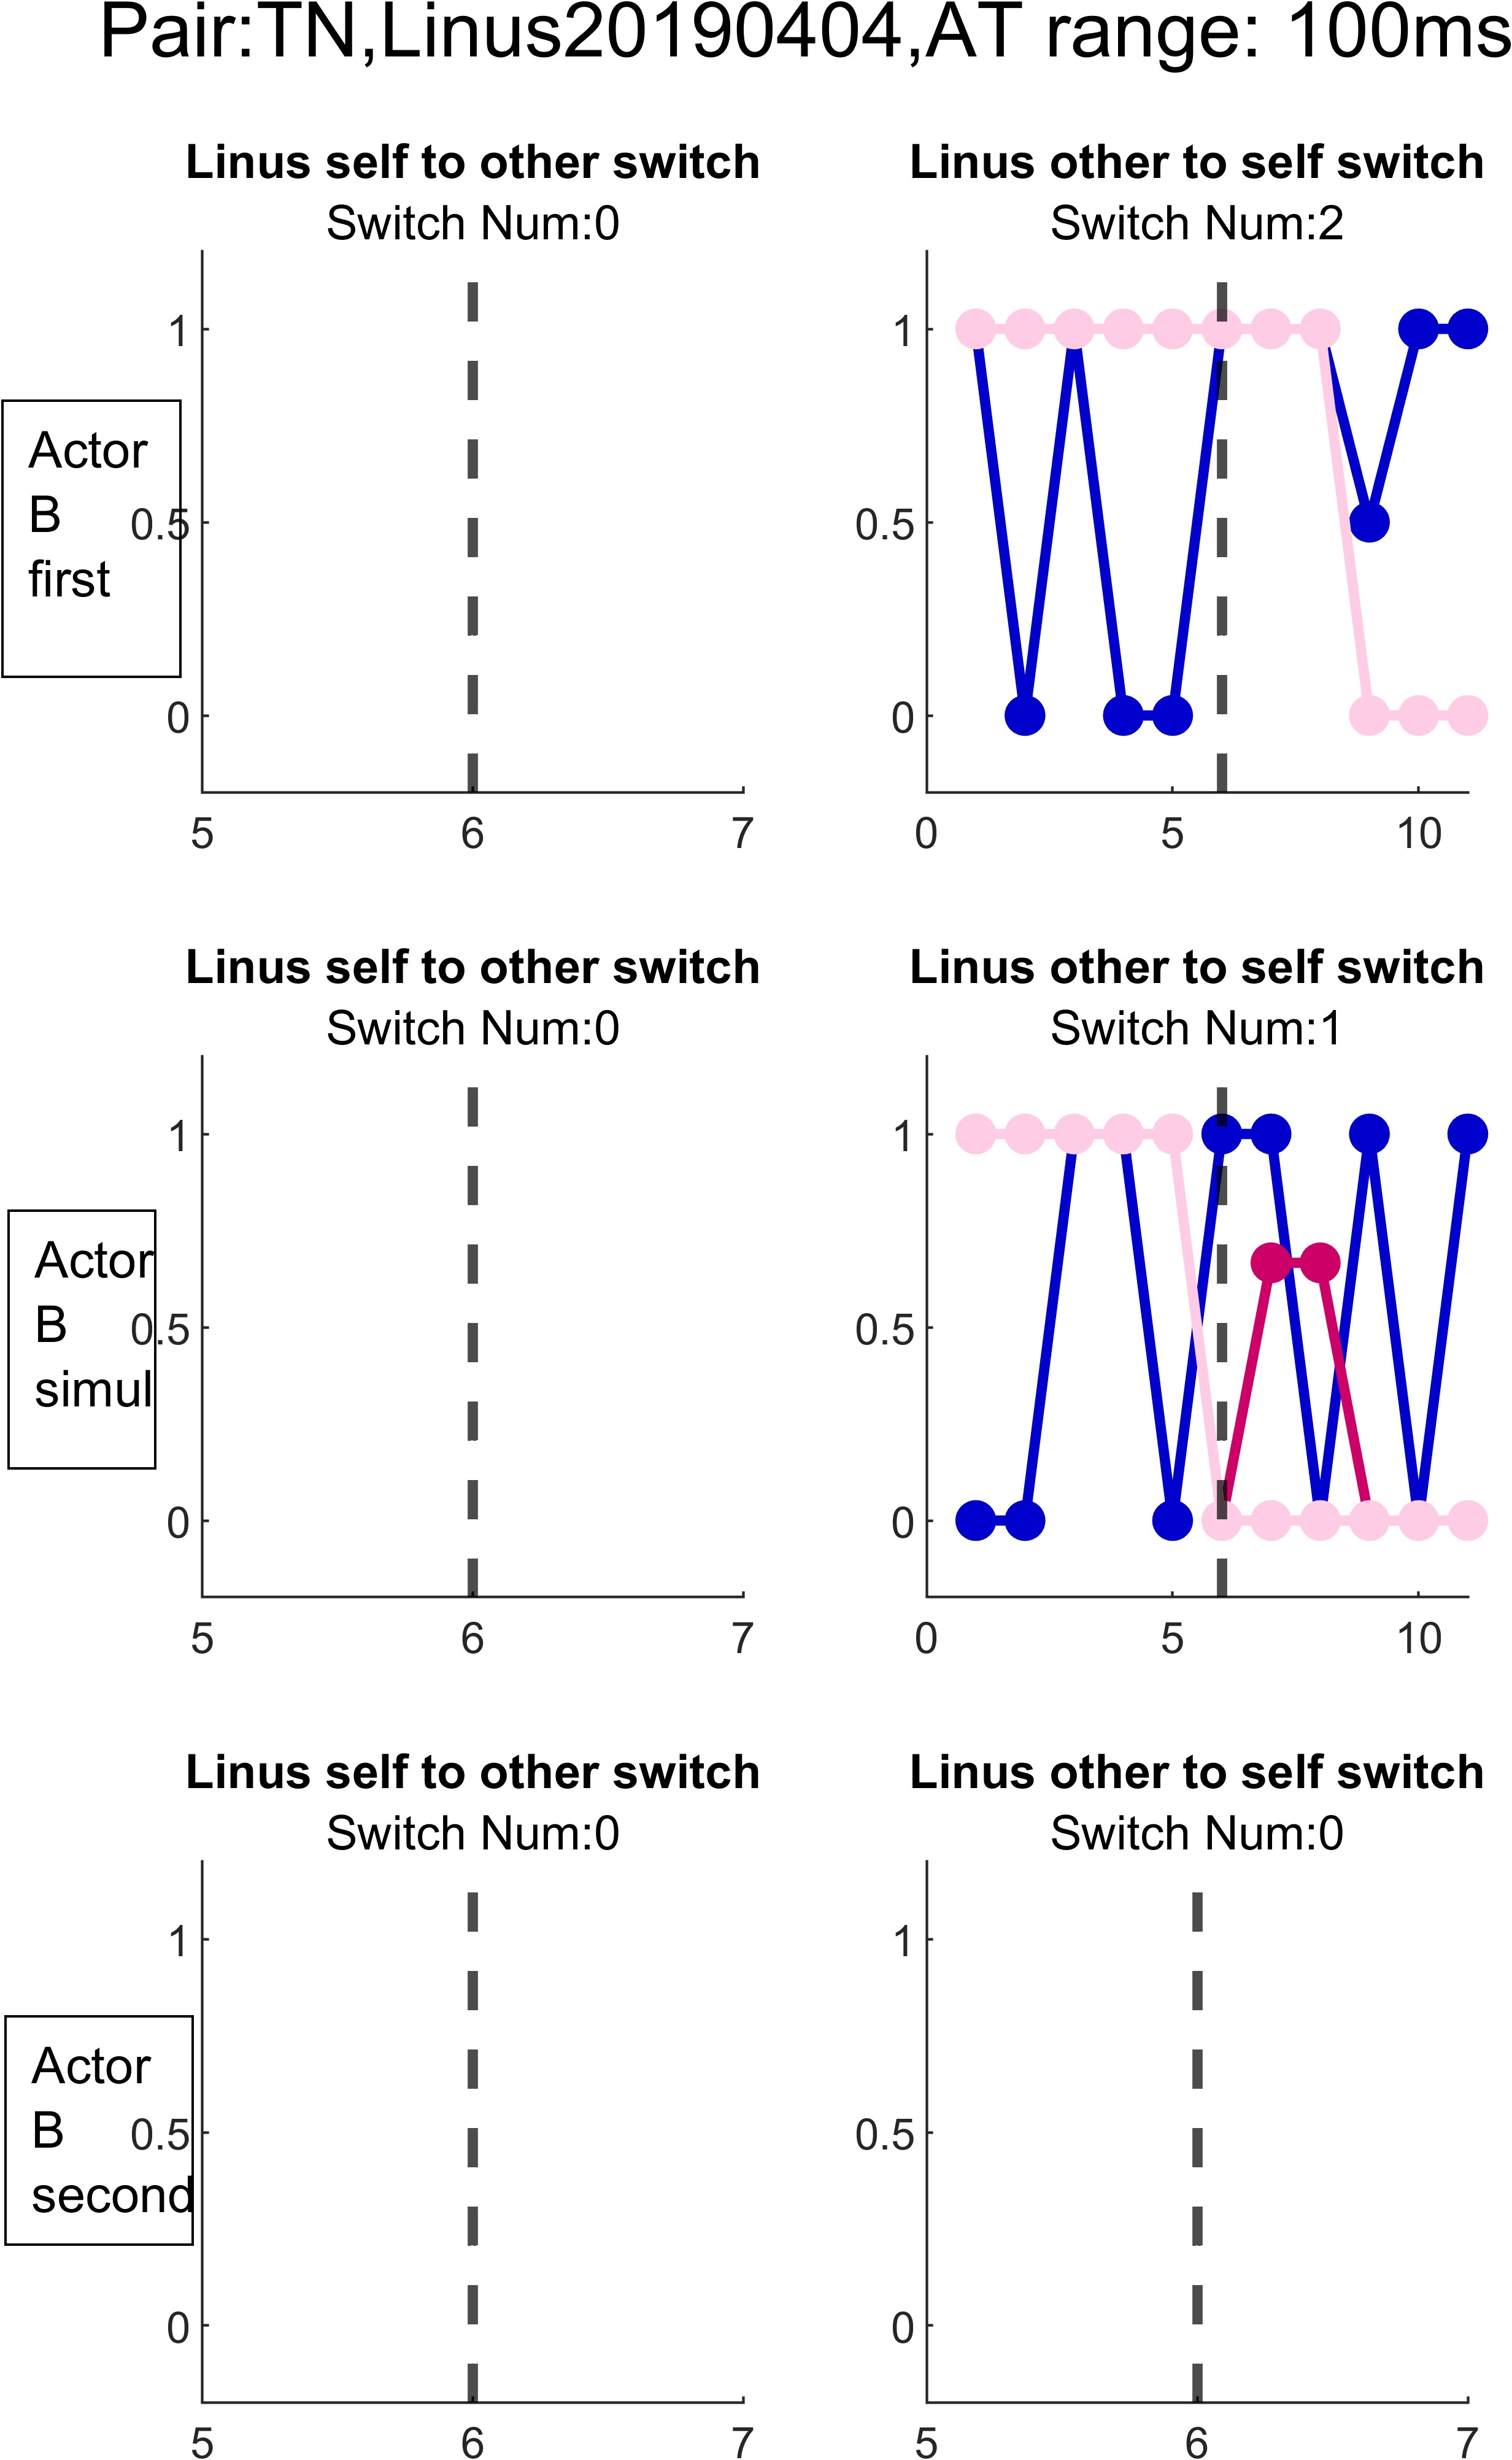 Pair:TN,Linus20190404,AT range: 100ms
Linus self to other switch
Switch Num:0
1
0.5
0
5 6 7
Linus other to self switch
Switch Num:2
1
0.5
0
0 5 10
Actor
B
first
Linus self to other switch
Switch Num:0
1
0.5
0
5 6 7
Linus other to self switch
Switch Num:1
1
0.5
0
0 5 10
Actor
B
simul
Linus self to other switch
Switch Num:0
1
0.5
0
5 6 7
Linus other to self switch
Switch Num:0
1
0.5
0
5 6 7
Actor
B
second